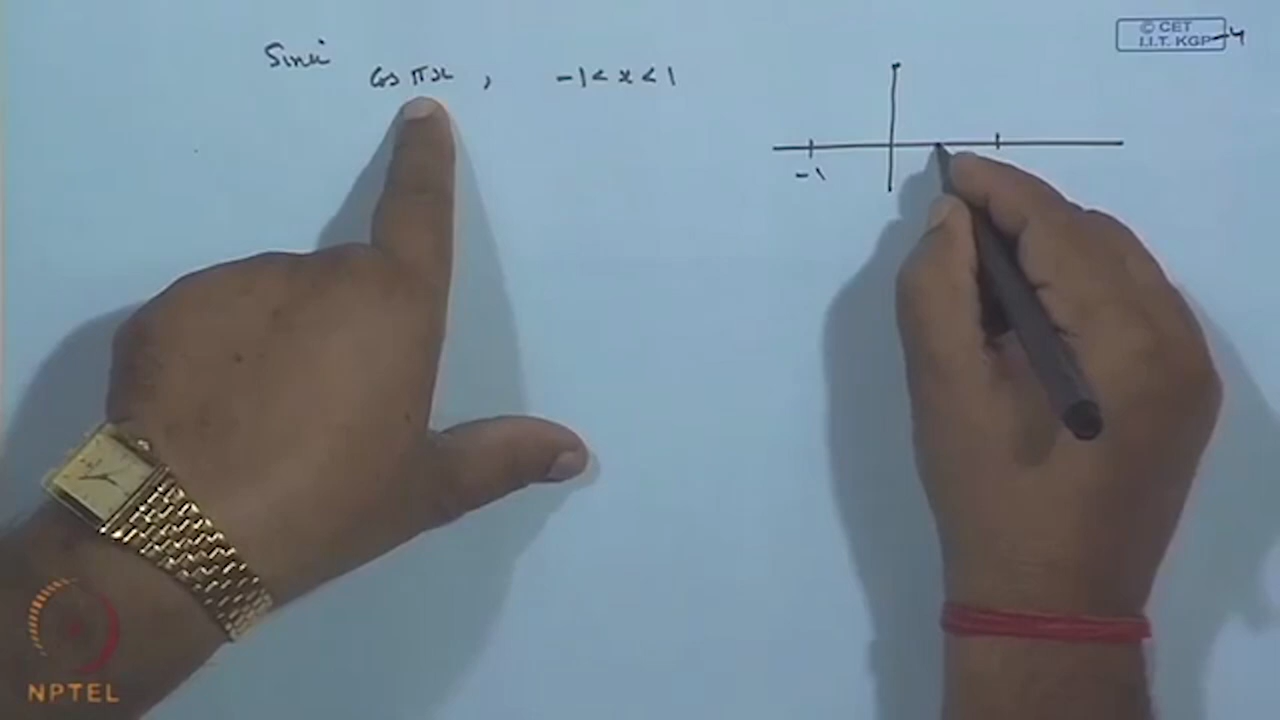 Since
cos πx , -1 < x < 1
-1
© CET
I.I.T. KGP
NPTEL